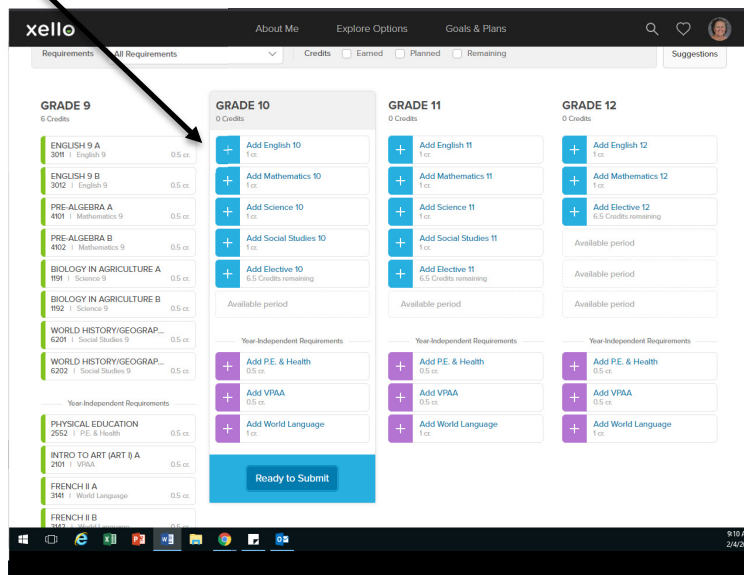 xello
About Me
Explore Options
Goals & Plans
Requirements
All Requirements
Credits
Earned
Planned
Remaining
Suggestions
GRADE 9
6 Credits
ENGLISH 9 A
3011 | English 9 0.5 cr.
ENGLISH 9 B
3012 | English 9 0.5 cr.
PRE-ALGEBRA A
4101 | Mathematics 9 0.5 cr.
PRE-ALGEBRA B
4102 | Mathematics 9 0.5 cr.
BIOLOGY IN AGRICULTURE A
1191 | Science 9 0.5 cr.
BIOLOGY IN AGRICULTURE B
1192 | Science 9 0.5 cr.
WORLD HISTORY/GEOGRAP...
6201 | Social Studies 9 0.5 cr.
WORLD HISTORY/GEOGRAP...
6202 | Social Studies 9 0.5 cr.
Year-Independent Requirements
PHYSICAL EDUCATION
2552 | P.E. & Health 0.5 cr.
INTRO TO ART (ART I) A
2101 | VPAA 0.5 cr.
FRENCH II A
3141 | World Language 0.5 cr.
FRENCH II B
3142 | World Language 0.5 cr.
GRADE 10
0 Credits
Add English 10
1 cr.
Add Mathematics 10
1 cr.
Add Science 10
1 cr.
Add Social Studies 10
1 cr.
Add Elective 10
6.5 Credits remaining
Available period
Year-Independent Requirements
Add P.E. & Health
0.5 cr.
Add VPAA
0.5 cr.
Add World Language
1 cr.
Ready to Submit
GRADE 11
0 Credits
Add English 11
1 cr.
Add Mathematics 11
1 cr.
Add Science 11
1 cr.
Add Social Studies 11
1 cr.
Add Elective 11
6.5 Credits remaining
Available period
Year-Independent Requirements
Add P.E. & Health
0.5 cr.
Add VPAA
0.5 cr.
Add World Language
1 cr.
GRADE 12
0 Credits
Add English 12
1 cr.
Add Mathematics 12
1 cr.
Add Elective 12
6.5 Credits remaining
Available period
Available period
Available period
Year-Independent Requirements
Add P.E. & Health
0.5 cr.
Add VPAA
0.5 cr.
Add World Language
1 cr.
9:10 A
2/4/2